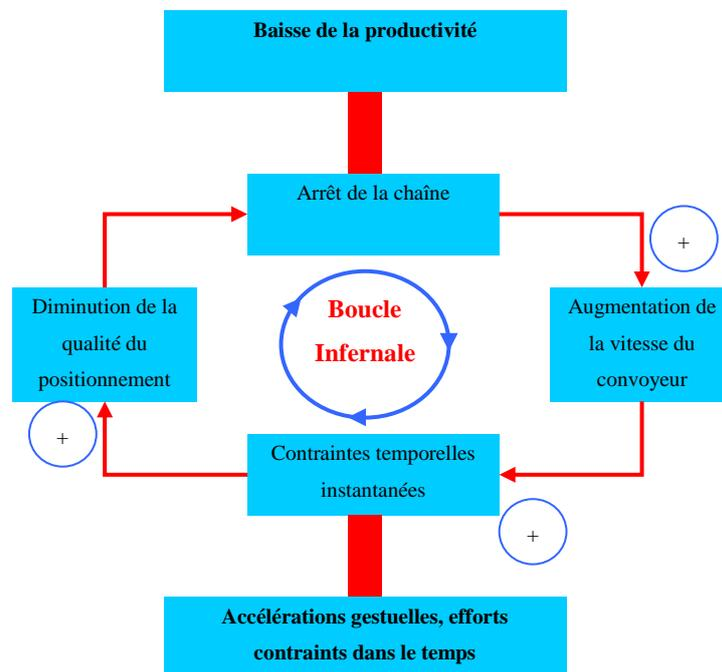 Baisse de la productivité
Arrêt de la chaîne
+
Diminution de la
qualité du
positionnement
Boucle
Infernale
Augmentation de
la vitesse du
convoyeur
+
Contraintes temporelles
instantanées
+
Accélérations gestuelles, efforts
contraints dans le temps